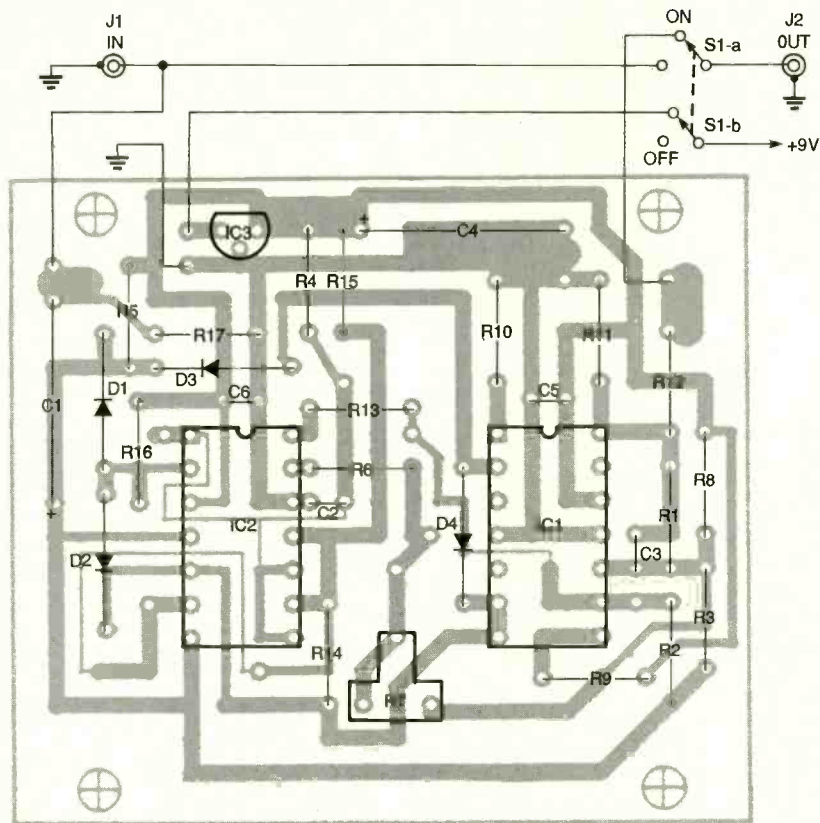 J1
IN
ON
S1-a
J2
OUT
S1-b
+9V
OFF
IC3
+
C4
R4
R15
R5
R17
R10
R11
D3
D1
C1
C6
C5
R12
R13
R16
R6
R8
C2
IC2
D4
IC1
R1
C3
+
D2
R14
R3
R2
R7
R9